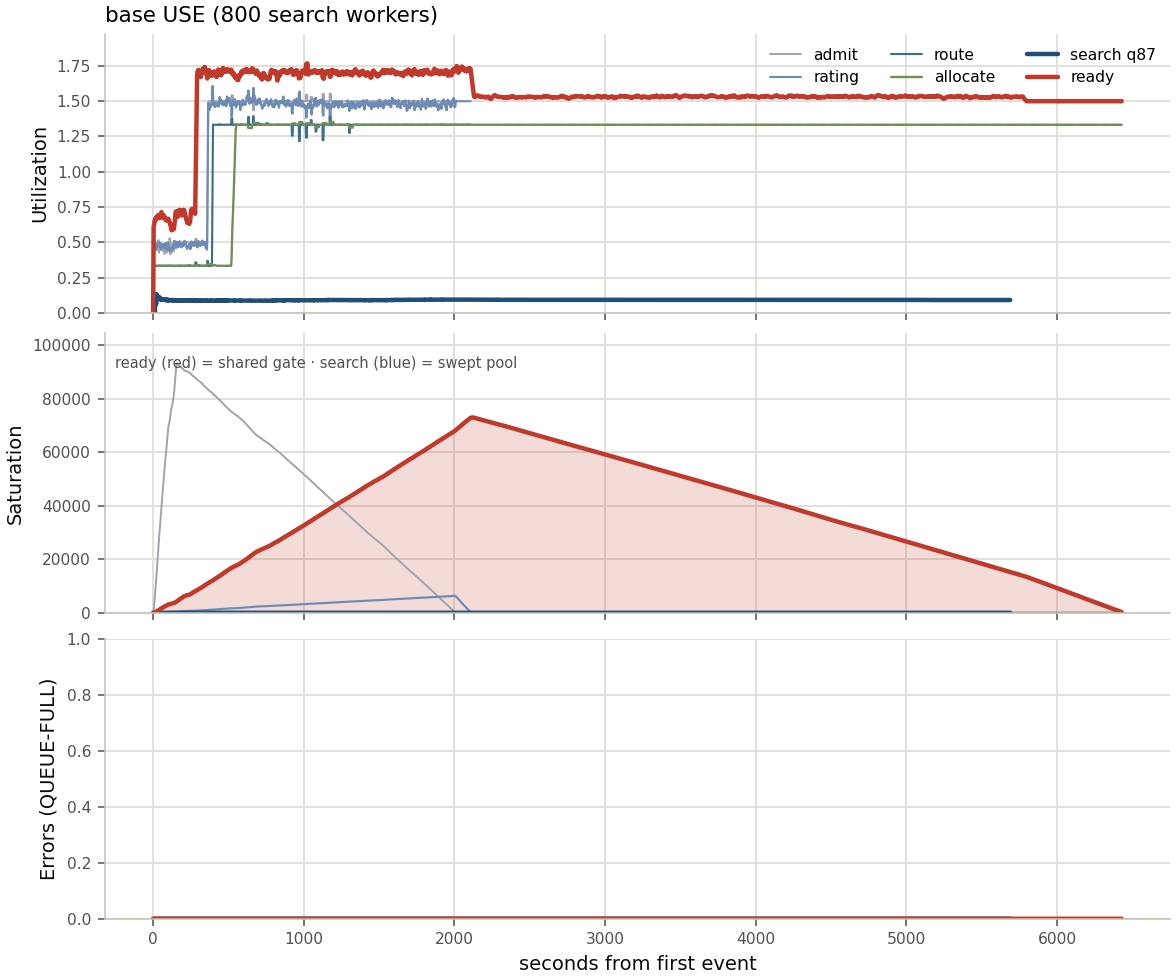 base USE (800 search workers)
admit
route
search q87
rating
allocate
ready
Utilization
1.75
1.50
1.25
1.00
0.75
0.50
0.25
0.00
ready (red) = shared gate · search (blue) = swept pool
Saturation
100000
80000
60000
40000
20000
0
Errors (QUEUE-FULL)
1.0
0.8
0.6
0.4
0.2
0.0
0 1000 2000 3000 4000 5000 6000
seconds from first event